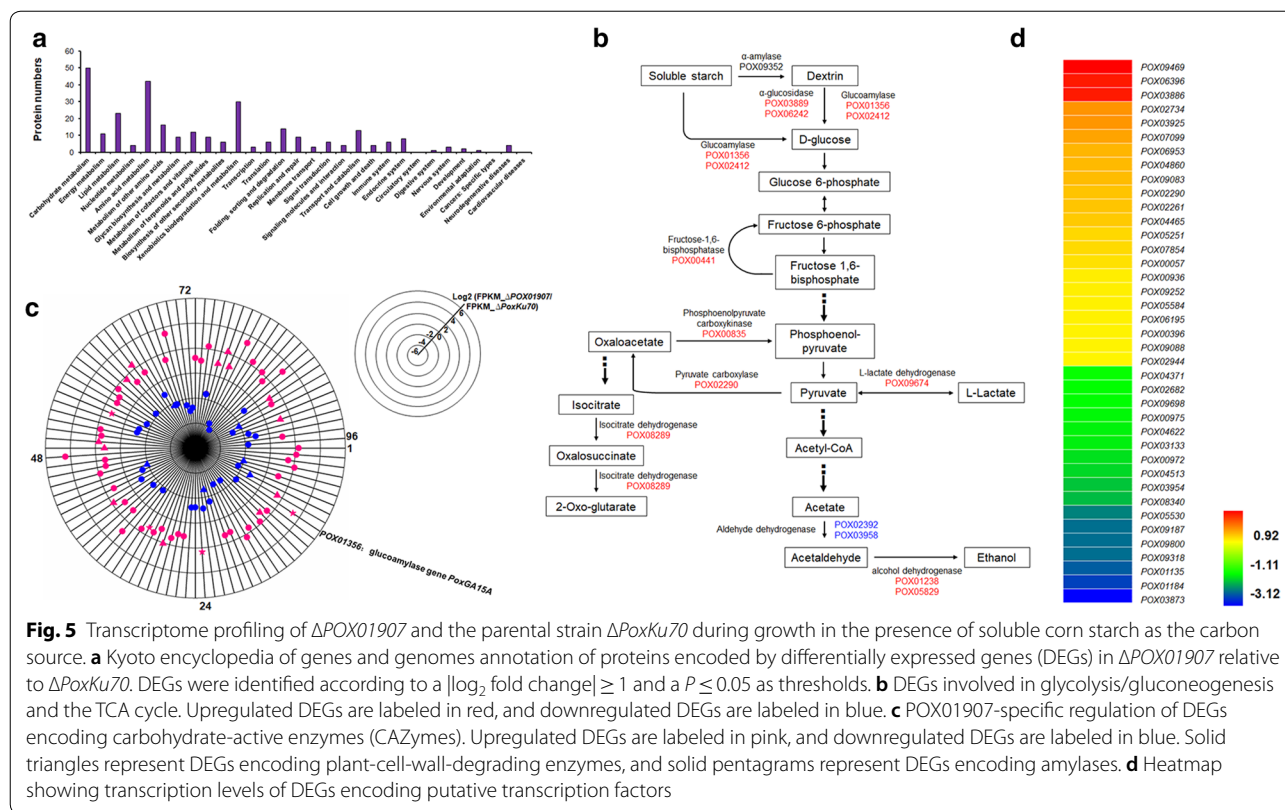 a
Protein numbers
60
50
40
30
20
10
0
Carbohydrate metabolism
Energy metabolism
Lipid metabolism
Nucleotide metabolism
Amino acid metabolism
Metabolism of other amino acids
Glycan biosynthesis and metabolism
Metabolism of cofactors and vitamins
Metabolism of terpenoids and polyketides
Biosynthesis of other secondary metabolites
Xenobiotics biodegradation and metabolism
Transcription
Translation
Folding, sorting and degradation
Replication and repair
Membrane transport
Signal transduction
Signaling molecules and interaction
Transport and catabolism
Cell growth and death
Immune system
Endocrine system
Circulatory system
Digestive system
Nervous system
Development
Environmental adaptation
Cancers: Specific types
Neurodegenerative diseases
Cardiovascular diseases
b
Soluble starch
α-amylase
POX09352
Dextrin
α-glucosidase
POX03889
POX06242
Glucoamylase
POX01356
POX02412
Glucoamylase
POX01356
POX02412
D-glucose
Glucose 6-phosphate
Fructose 6-phosphate
Fructose-1,6-
bisphosphatase
POX00441
Fructose 1,6-
bisphosphate
Phosphoenolpyruvate
carboxykinase
POX00835
Oxaloacetate
Phosphoenol-
pyruvate
Pyruvate carboxylase
POX02290
L-lactate dehydrogenase
POX09674
Pyruvate
L-Lactate
Isocitrate
Isocitrate dehydrogenase
POX08289
Oxalosuccinate
Isocitrate dehydrogenase
POX08289
2-Oxo-glutarate
Acetyl-CoA
Acetate
Aldehyde dehydrogenase
POX02392
POX03958
Acetaldehyde
alcohol dehydrogenase
POX01238
POX05829
Ethanol
c
72
96
1
48
24
Log2 (FPKM_ΔPOX01907/
FPKM_ΔPoxKu70)
6
4
2
0
-2
-4
-6
POX01356; glucoamylase gene PoxGA15A
d
POX09469
POX06396
POX03886
POX02734
POX03925
POX07099
POX06953
POX04860
POX09083
POX02290
POX02261
POX04465
POX05251
POX07854
POX00057
POX00936
POX09252
POX05584
POX06195
POX00396
POX09088
POX02944
POX04371
POX02682
POX09698
POX00975
POX04622
POX03133
POX00972
POX04513
POX03954
POX08340
POX05530
POX09187
POX09800
POX09318
POX01135
POX01184
POX03873
0.92
-1.11
-3.12
Fig. 5 Transcriptome profiling of ΔPOX01907 and the parental strain ΔPoxKu70 during growth in the presence of soluble corn starch as the carbon
source. a Kyoto encyclopedia of genes and genomes annotation of proteins encoded by differentially expressed genes (DEGs) in ΔPOX01907 relative
to ΔPoxKu70. DEGs were identified according to a |log₂ fold change| ≥ 1 and a P ≤ 0.05 as thresholds. b DEGs involved in glycolysis/gluconeogenesis
and the TCA cycle. Upregulated DEGs are labeled in red, and downregulated DEGs are labeled in blue. c POX01907-specific regulation of DEGs
encoding carbohydrate-active enzymes (CAZymes). Upregulated DEGs are labeled in pink, and downregulated DEGs are labeled in blue. Solid
triangles represent DEGs encoding plant-cell-wall-degrading enzymes, and solid pentagrams represent DEGs encoding amylases. d Heatmap
showing transcription levels of DEGs encoding putative transcription factors